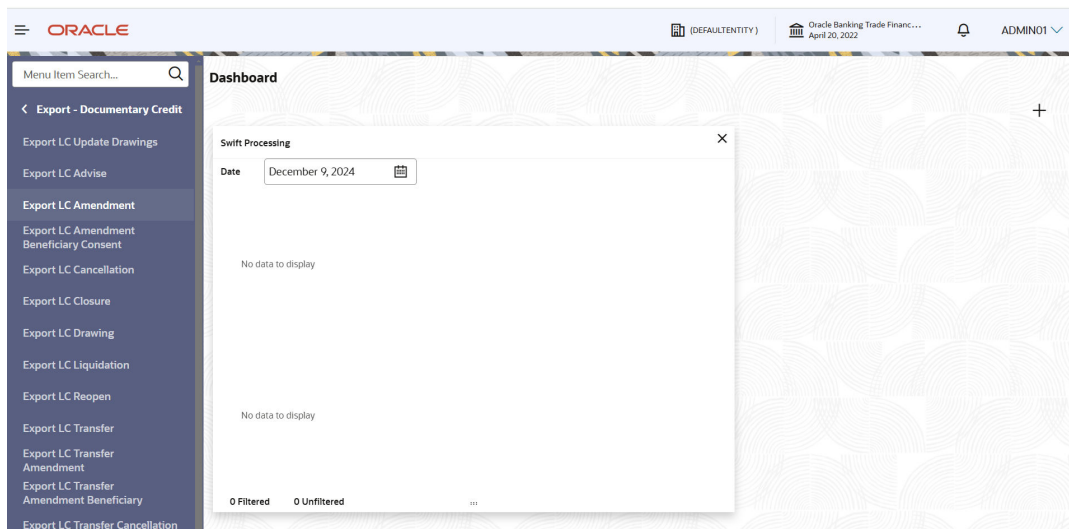 ORACLE
(DEFAULTENTITY)
Oracle Banking Trade Financ...
April 20, 2022
ADMIN01
Menu Item Search...
Export - Documentary Credit
Export LC Update Drawings
Export LC Advise
Export LC Amendment
Export LC Amendment
Beneficiary Consent
Export LC Cancellation
Export LC Closure
Export LC Drawing
Export LC Liquidation
Export LC Reopen
Export LC Transfer
Export LC Transfer
Amendment
Export LC Transfer
Amendment Beneficiary
Export LC Transfer Cancellation
Dashboard
Swift Processing
Date December 9, 2024
No data to display
No data to display
0 Filtered 0 Unfiltered